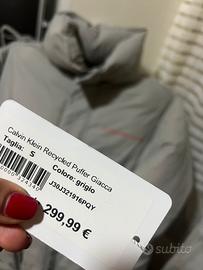 Calvin Klein Recycled Puffer Giacca
Taglia: S
Colore: grigio
J30J321916PQY
299,99 €
subito